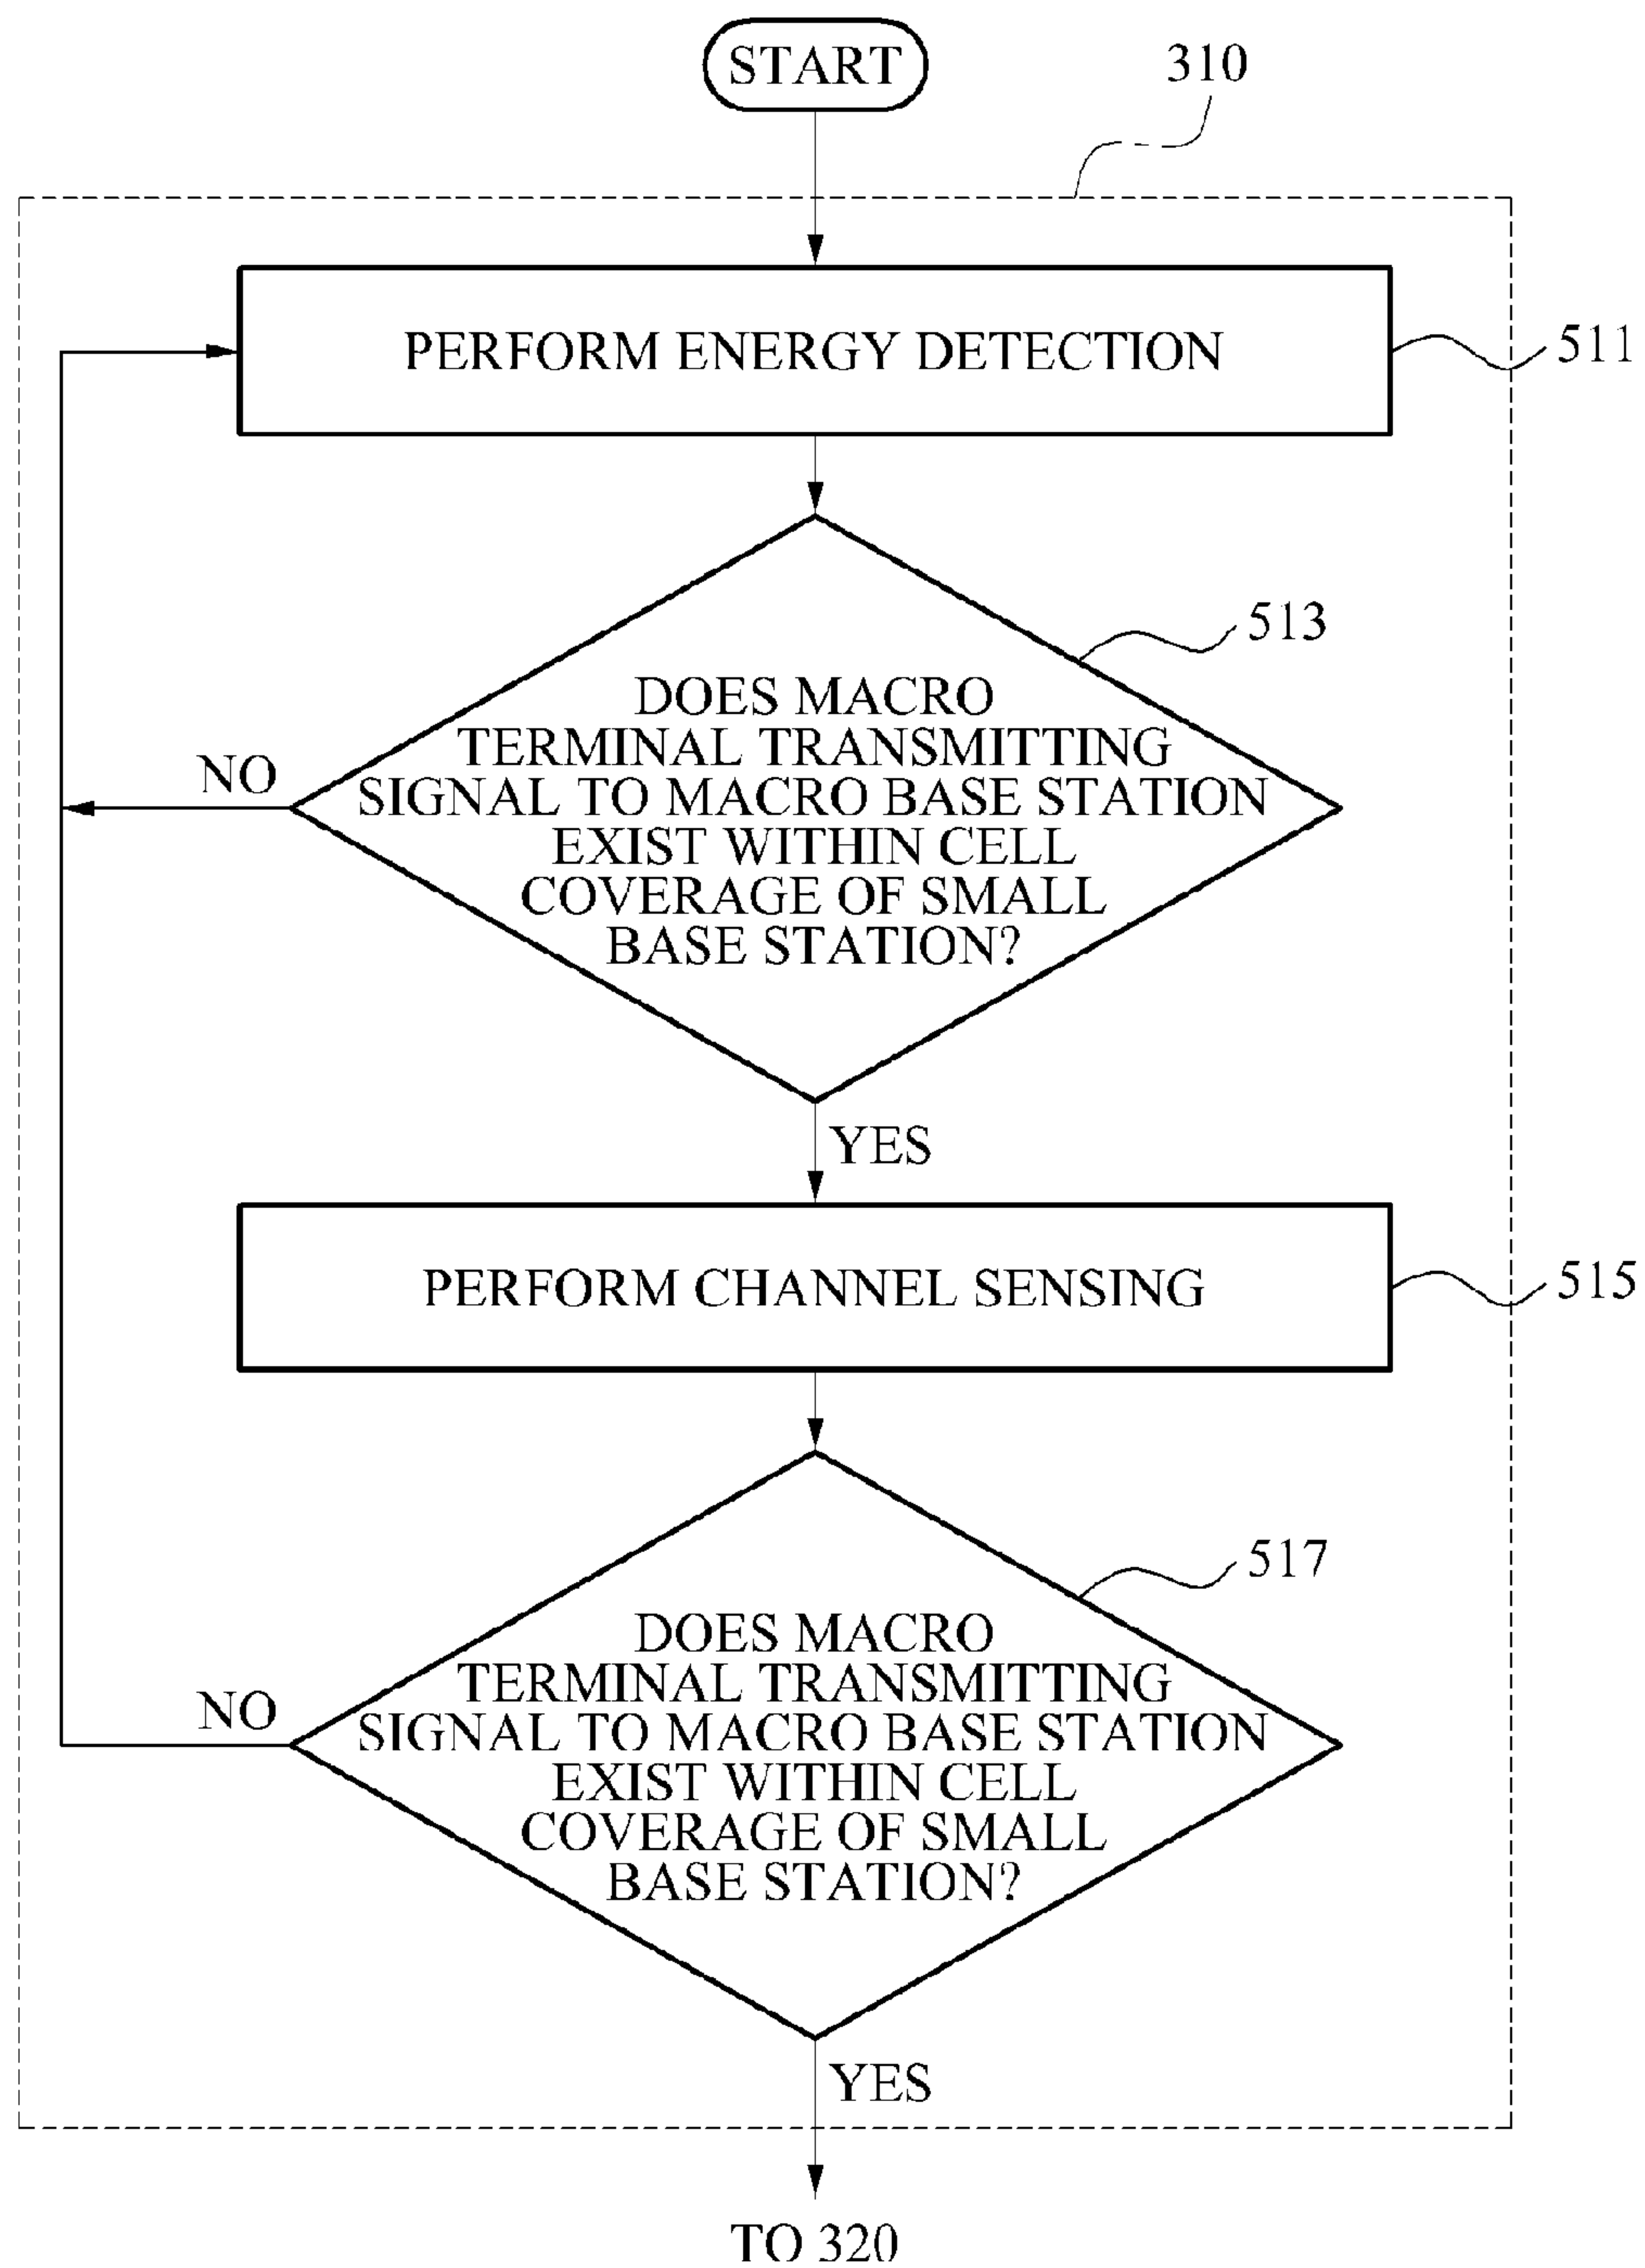 START
310
PERFORM ENERGY DETECTION
511
513
DOES MACRO
TERMINAL TRANSMITTING
SIGNAL TO MACRO BASE STATION
EXIST WITHIN CELL
COVERAGE OF SMALL
BASE STATION?
NO
YES
PERFORM CHANNEL SENSING
515
517
DOES MACRO
TERMINAL TRANSMITTING
SIGNAL TO MACRO BASE STATION
EXIST WITHIN CELL
COVERAGE OF SMALL
BASE STATION?
NO
YES
TO 320